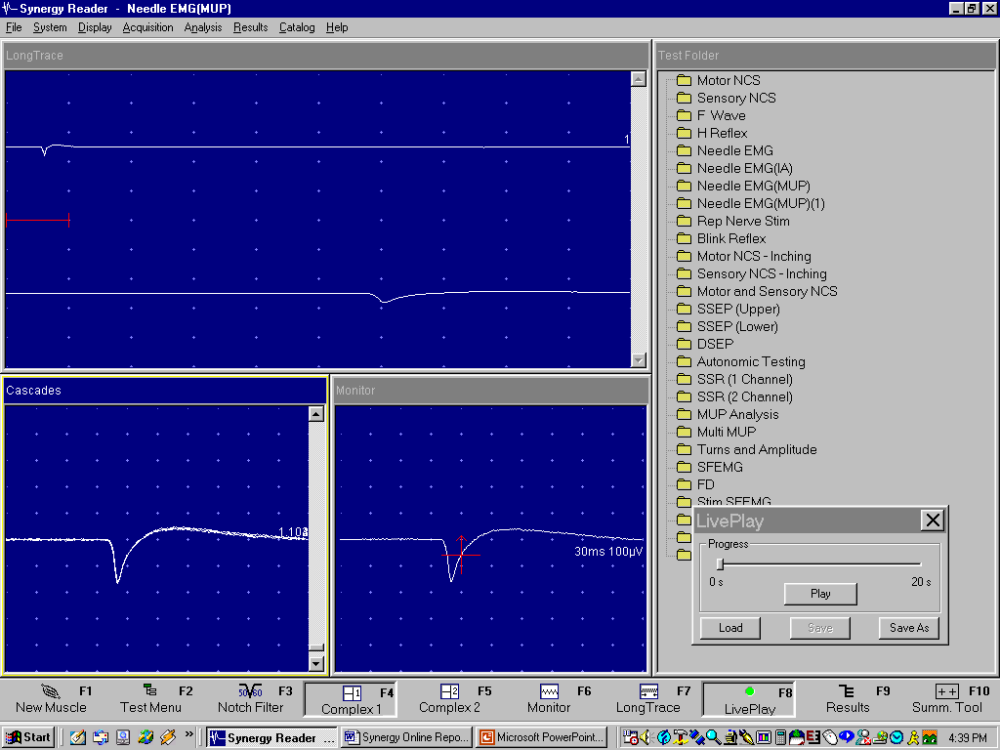 Synergy Reader - Needle EMG(MUP)
File System Display Acquisition Analysis Results Catalog Help
LongTrace
1
Cascades
1 10
Monitor
30ms 100µV
Test Folder
Motor NCS
Sensory NCS
F Wave
H Reflex
Needle EMG
Needle EMG(IA)
Needle EMG(MUP)
Needle EMG(MUP)(1)
Rep Nerve Stim
Blink Reflex
Motor NCS - Inching
Sensory NCS - Inching
Motor and Sensory NCS
SSEP (Upper)
SSEP (Lower)
DSEP
Autonomic Testing
SSR (1 Channel)
SSR (2 Channel)
MUP Analysis
Multi MUP
Turns and Amplitude
SFEMG
FD
Stim SFEMG
LivePlay
Progress
0 s 20 s
Play
Load Save Save As
F1 F2 50/60 F3 F4 F5 F6 F7 F8 F9 F10
New Muscle Test Menu Notch Filter Complex 1 Complex 2 Monitor LongTrace LivePlay Results Summ. Tool
Start » Synergy Reader ... Synergy Online Repo... Microsoft PowerPoint... 4:39 PM